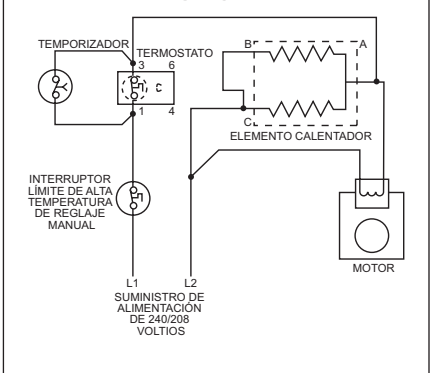 TEMPORIZADOR
TERMOSTATO
3 6
C
1 4
B
A
C
ELEMENTO CALENTADOR
INTERRUPTOR
LÍMITE DE ALTA
TEMPERATURA
DE REGLAJE
MANUAL
MOTOR
L1 L2
SUMINISTRO DE
ALIMENTACIÓN
DE 240/208
VOLTIOS